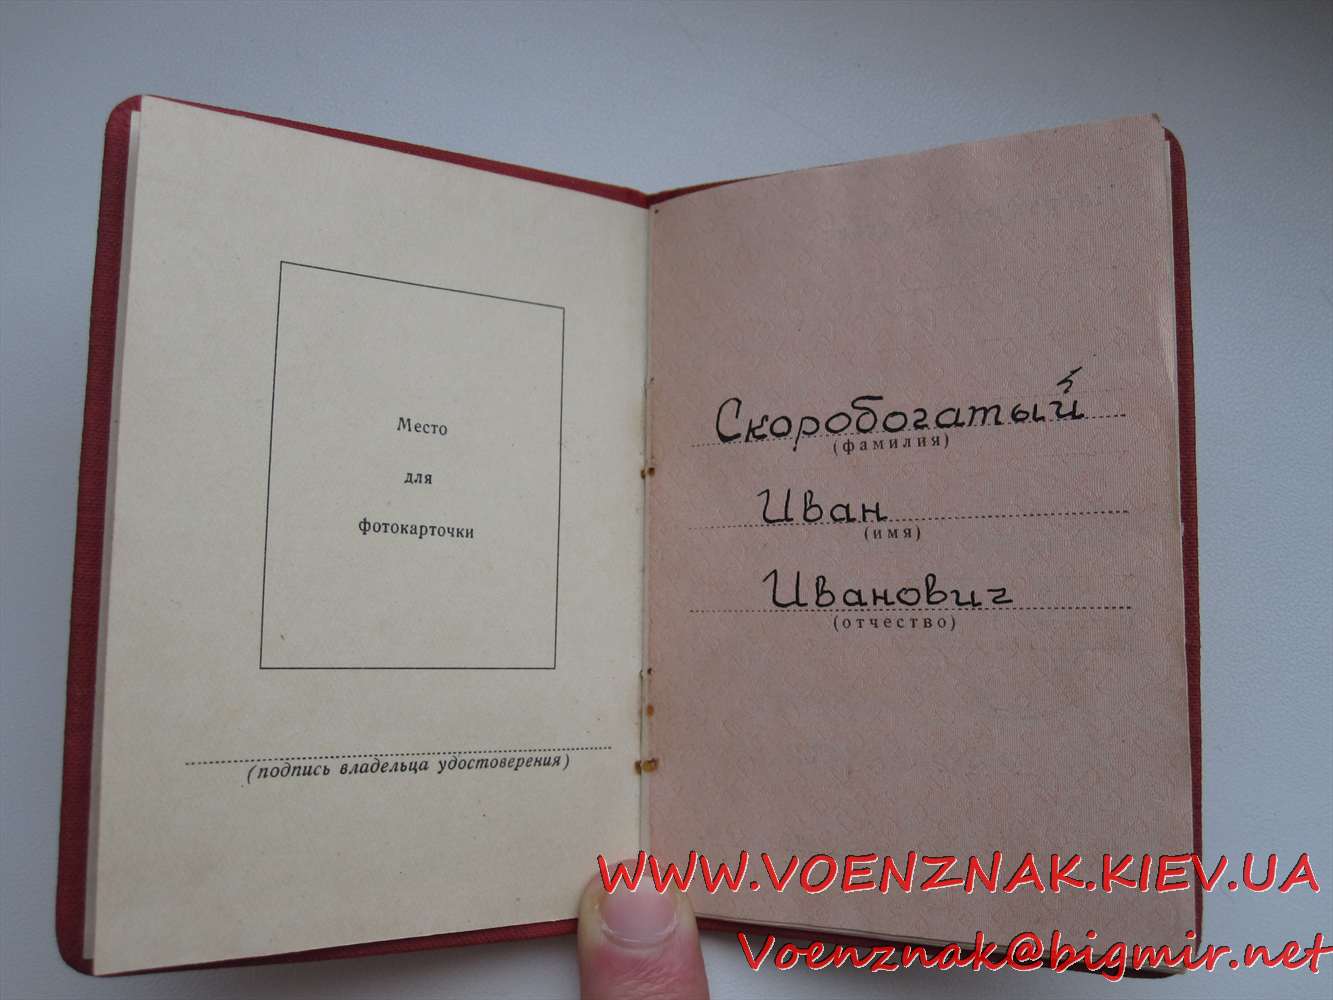 Место
для
фотокарточки
(подпись владельца удостоверения)
Скоробогатый
(фамилия)
Иван
(имя)
Иванович
(отчество)
WWW.VOENZNAK.KIEV.UA
Voenznak@bigmir.net